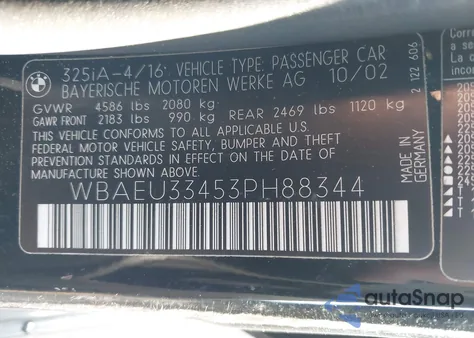 325iA-4/16 VEHICLE TYPE: PASSENGER CAR
BAYERISCHE MOTOREN WERKE AG 10/02
GVWR 4586 lbs 2080 kg
GAWR FRONT 2183 lbs 990 kg REAR 2469 lbs 1120 kg
THIS VEHICLE CONFORMS TO ALL APPLICABLE U.S.
FEDERAL MOTOR VEHICLE SAFETY, BUMPER AND THEFT
PREVENTION STANDARDS IN EFFECT ON THE DATE OF
MANUFACTURE SHOWN ABOVE.
WBAEU33453PH88344
MADE IN
GERMANY
2 122 606
autoSnap